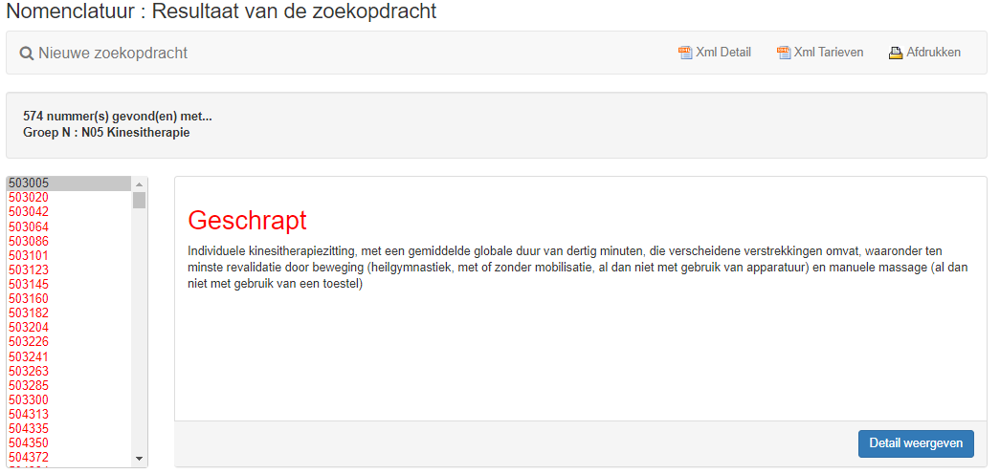 Nomenclatuur : Resultaat van de zoekopdracht
Nieuwe zoekopdracht
Xml Detail
Xml Tarieven
Afdrukken
574 nummer(s) gevond(en) met...
Groep N : N05 Kinesitherapie
503005
503020
503042
503064
503086
503101
503123
503145
503160
503182
503204
503226
503241
503263
503285
503300
504313
504335
504350
504372
Geschrapt
Individuele kinesitherapiezitting, met een gemiddelde globale duur van dertig minuten, die verscheidene verstrekkingen omvat, waaronder ten
minste revalidatie door beweging (heilgymnastiek, met of zonder mobilisatie, al dan niet met gebruik van apparatuur) en manuele massage (al dan
niet met gebruik van een toestel)
Detail weergeven